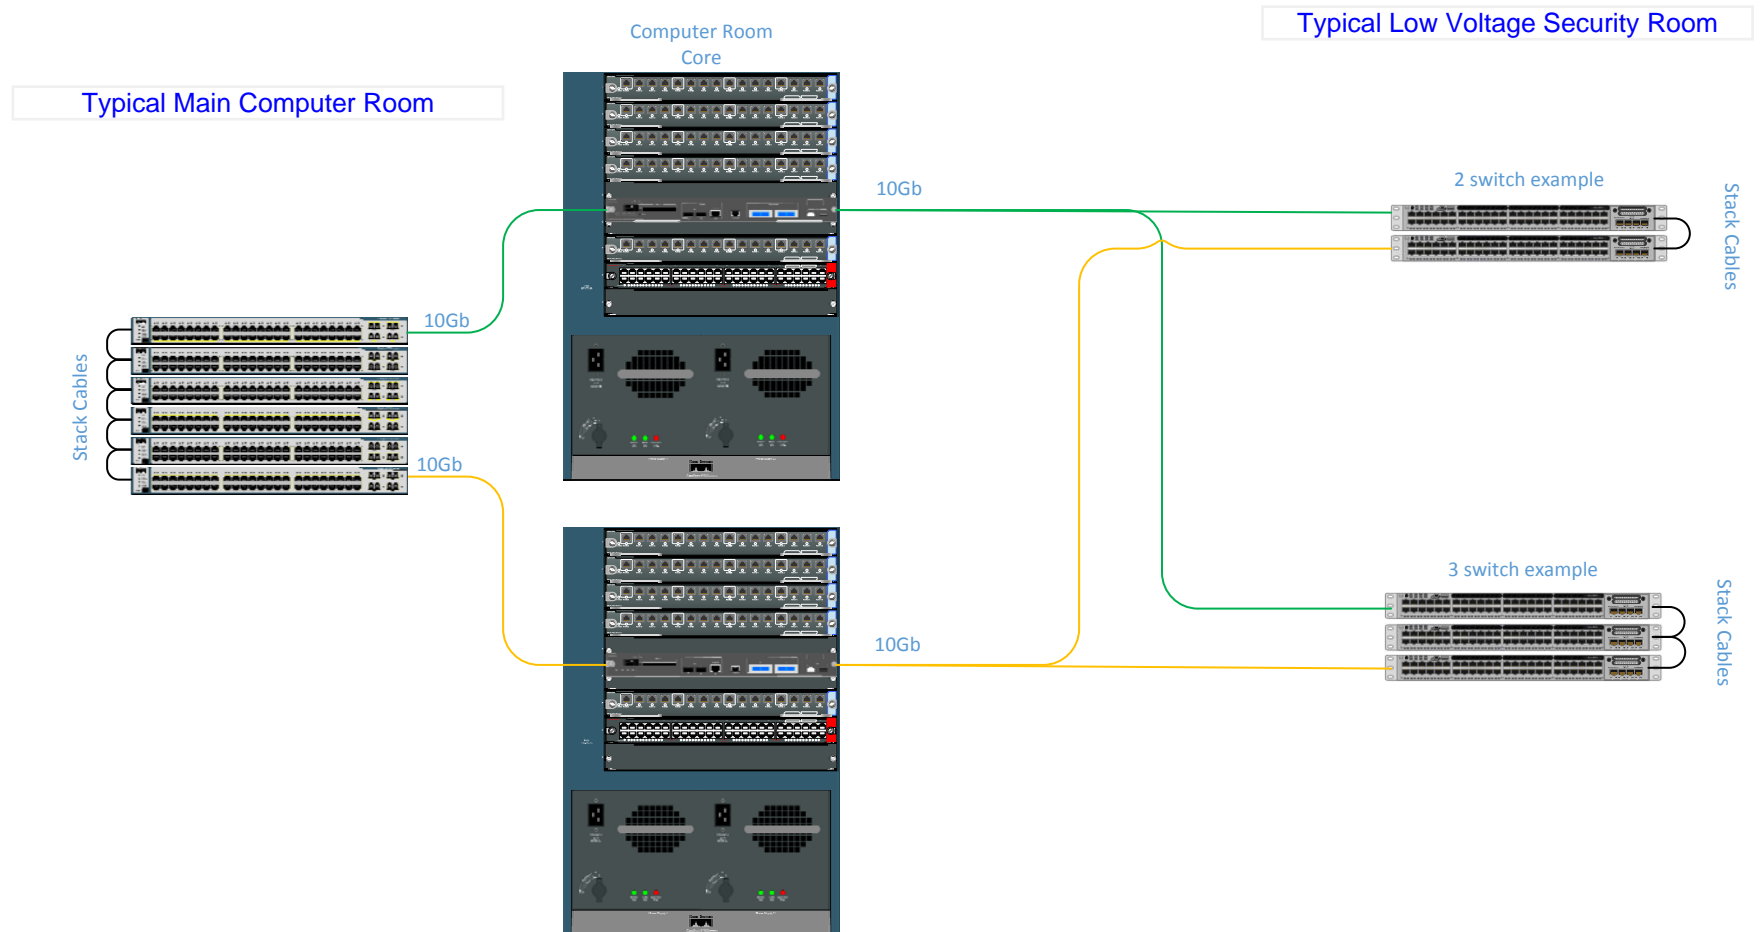 Typical Low Voltage Security Room
Computer Room
Core
Typical Main Computer Room
10Gb
2 switch example
Stack Cables
10Gb
Stack Cables
10Gb
3 switch example
Stack Cables
10Gb